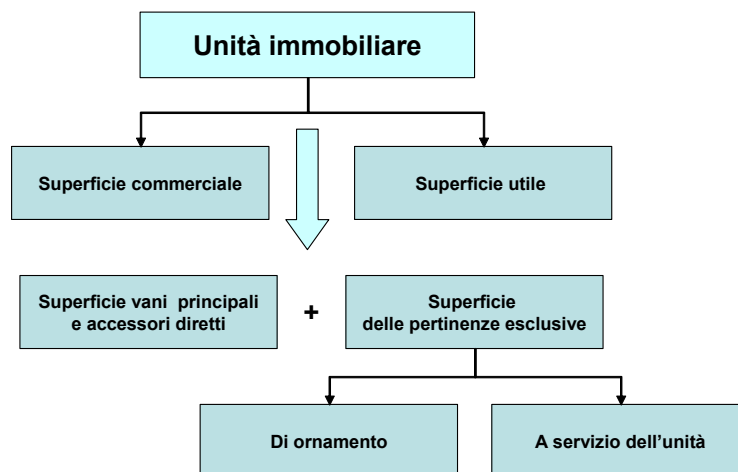 Unità immobiliare
Superficie commerciale
Superficie utile
Superficie vani principali
e accessori diretti
+
Superficie
delle pertinenze esclusive
Di ornamento
A servizio dell’unità